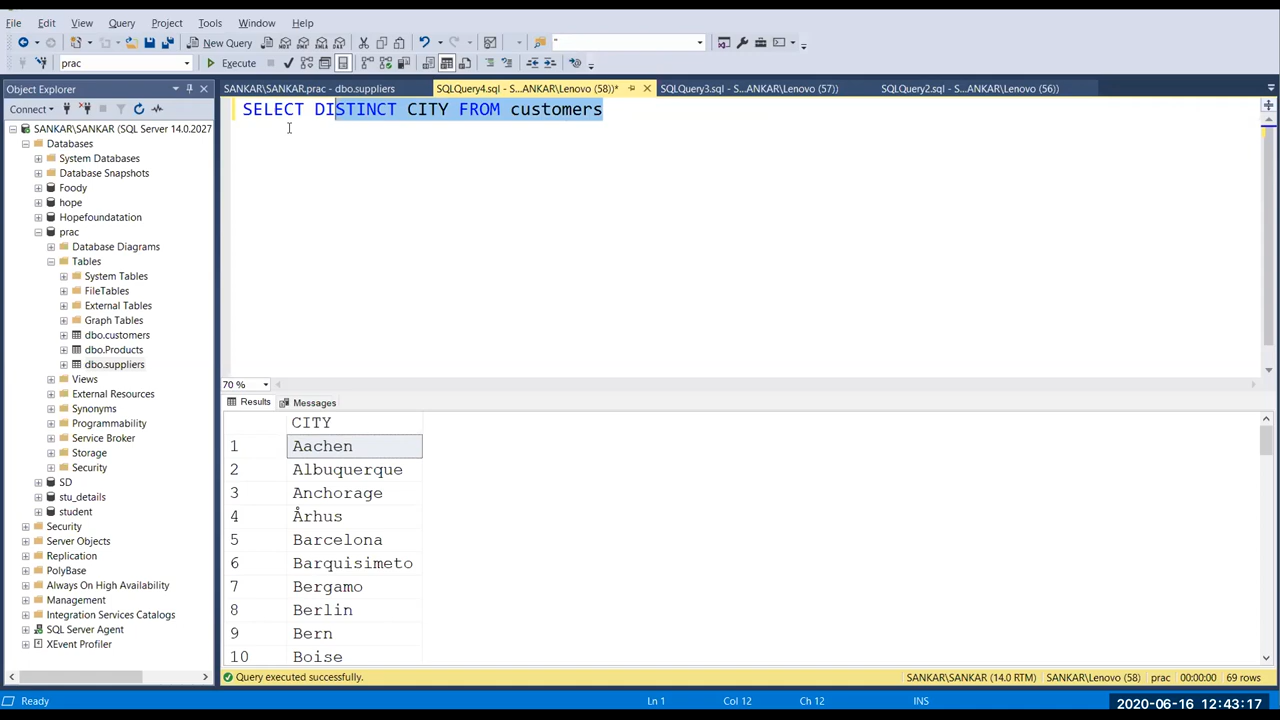 File Edit View Query Project Tools Window Help
New Query MDX DMX XMLA DAX "
prac Execute
Object Explorer SANKAR\SANKAR.prac - dbo.suppliers SQLQuery4.sql - S...ANKAR\Lenovo (58))* SQLQuery3.sql - S...ANKAR\Lenovo (57)) SQLQuery2.sql - S...ANKAR\Lenovo (56))
Connect
SELECT DISTINCT CITY FROM customers
SANKAR\SANKAR (SQL Server 14.0.2027
Databases
System Databases
Database Snapshots
Foody
hope
Hopefoundatation
prac
Database Diagrams
Tables
System Tables
FileTables
External Tables
Graph Tables
dbo.customers
dbo.Products
dbo.suppliers
Views
External Resources
Synonyms
Programmability
Service Broker
Storage
Security
SD
stu_details
student
Security
Server Objects
Replication
PolyBase
Always On High Availability
Management
Integration Services Catalogs
SQL Server Agent
XEvent Profiler
70 %
Results Messages
CITY
1 Aachen
2 Albuquerque
3 Anchorage
4 Århus
5 Barcelona
6 Barquisimeto
7 Bergamo
8 Berlin
9 Bern
10 Boise
Query executed successfully. SANKAR\SANKAR (14.0 RTM) SANKAR\Lenovo (58) prac 00:00:00 69 rows
Ready Ln 1 Col 12 Ch 12 INS 2020-06-16 12:43:17